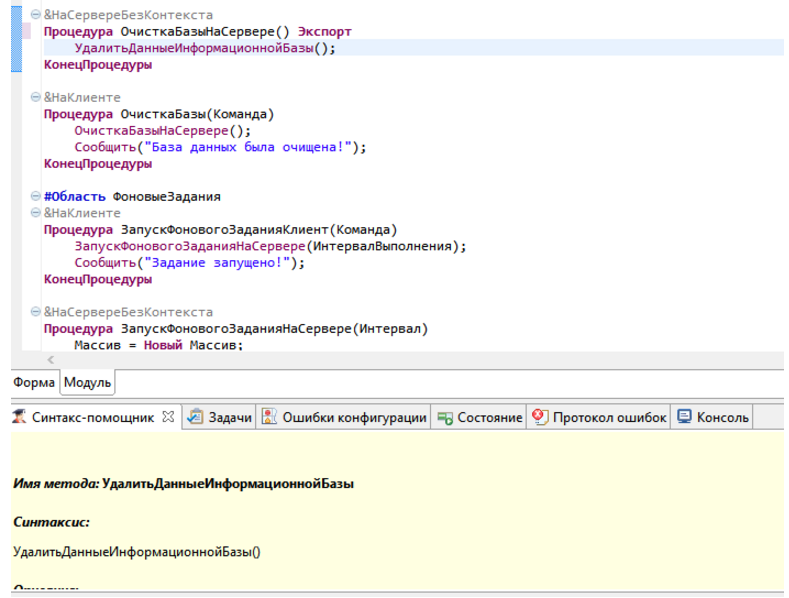 &НаСервереБезКонтекста
Процедура ОчисткаБазыНаСервере() Экспорт
УдалитьДанныеИнформационнойБазы();
КонецПроцедуры
&НаКлиенте
Процедура ОчисткаБазы(Команда)
ОчисткаБазыНаСервере();
Сообщить("База данных была очищена!");
КонецПроцедуры
#Область ФоновыеЗадания
&НаКлиенте
Процедура ЗапускФоновогоЗаданияКлиент(Команда)
ЗапускФоновогоЗаданияНаСервере(ИнтервалВыполнения);
Сообщить("Задание запущено!");
КонецПроцедуры
&НаСервереБезКонтекста
Процедура ЗапускФоновогоЗаданияНаСервере(Интервал)
Массив = Новый Массив;
Форма Модуль
Синтакс-помощник Задачи Ошибки конфигурации Состояние Протокол ошибок Консоль
Имя метода: УдалитьДанныеИнформационнойБазы
Синтаксис:
УдалитьДанныеИнформационнойБазы()